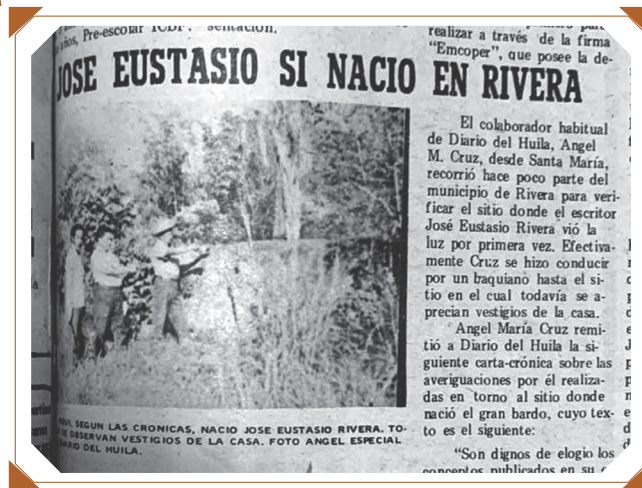 años, Pre-escolar ICBF. sentación.
JOSE EUSTASIO SI NACIO EN RIVERA
AQUI, SEGUN LAS CRONICAS, NACIO JOSE EUSTASIO RIVERA. TO-
SE OBSERVAN VESTIGIOS DE LA CASA. FOTO ANGEL ESPECIAL
DIARIO DEL HUILA.
realizar a través de la firma
"Emcoper", que posee la de-
El colaborador habitual
de Diario del Huila, Angel
M. Cruz, desde Santa María,
recorrió hace poco parte del
municipio de Rivera para veri-
ficar el sitio donde el escritor
José Eustasio Rivera vió la
luz por primera vez. Efectiva-
mente Cruz se hizo conducir
por un baquiano hasta el si-
tio en el cual todavía se a-
precian vestigios de la casa.
Angel María Cruz remi-
tió a Diario del Huila la si-
guiente carta-crónica sobre las
averiguaciones por él realiza-
das en torno al sitio donde
nació el gran bardo, cuyo tex-
to es el siguiente:
"Son dignos de elogio los
conceptos publicados en su